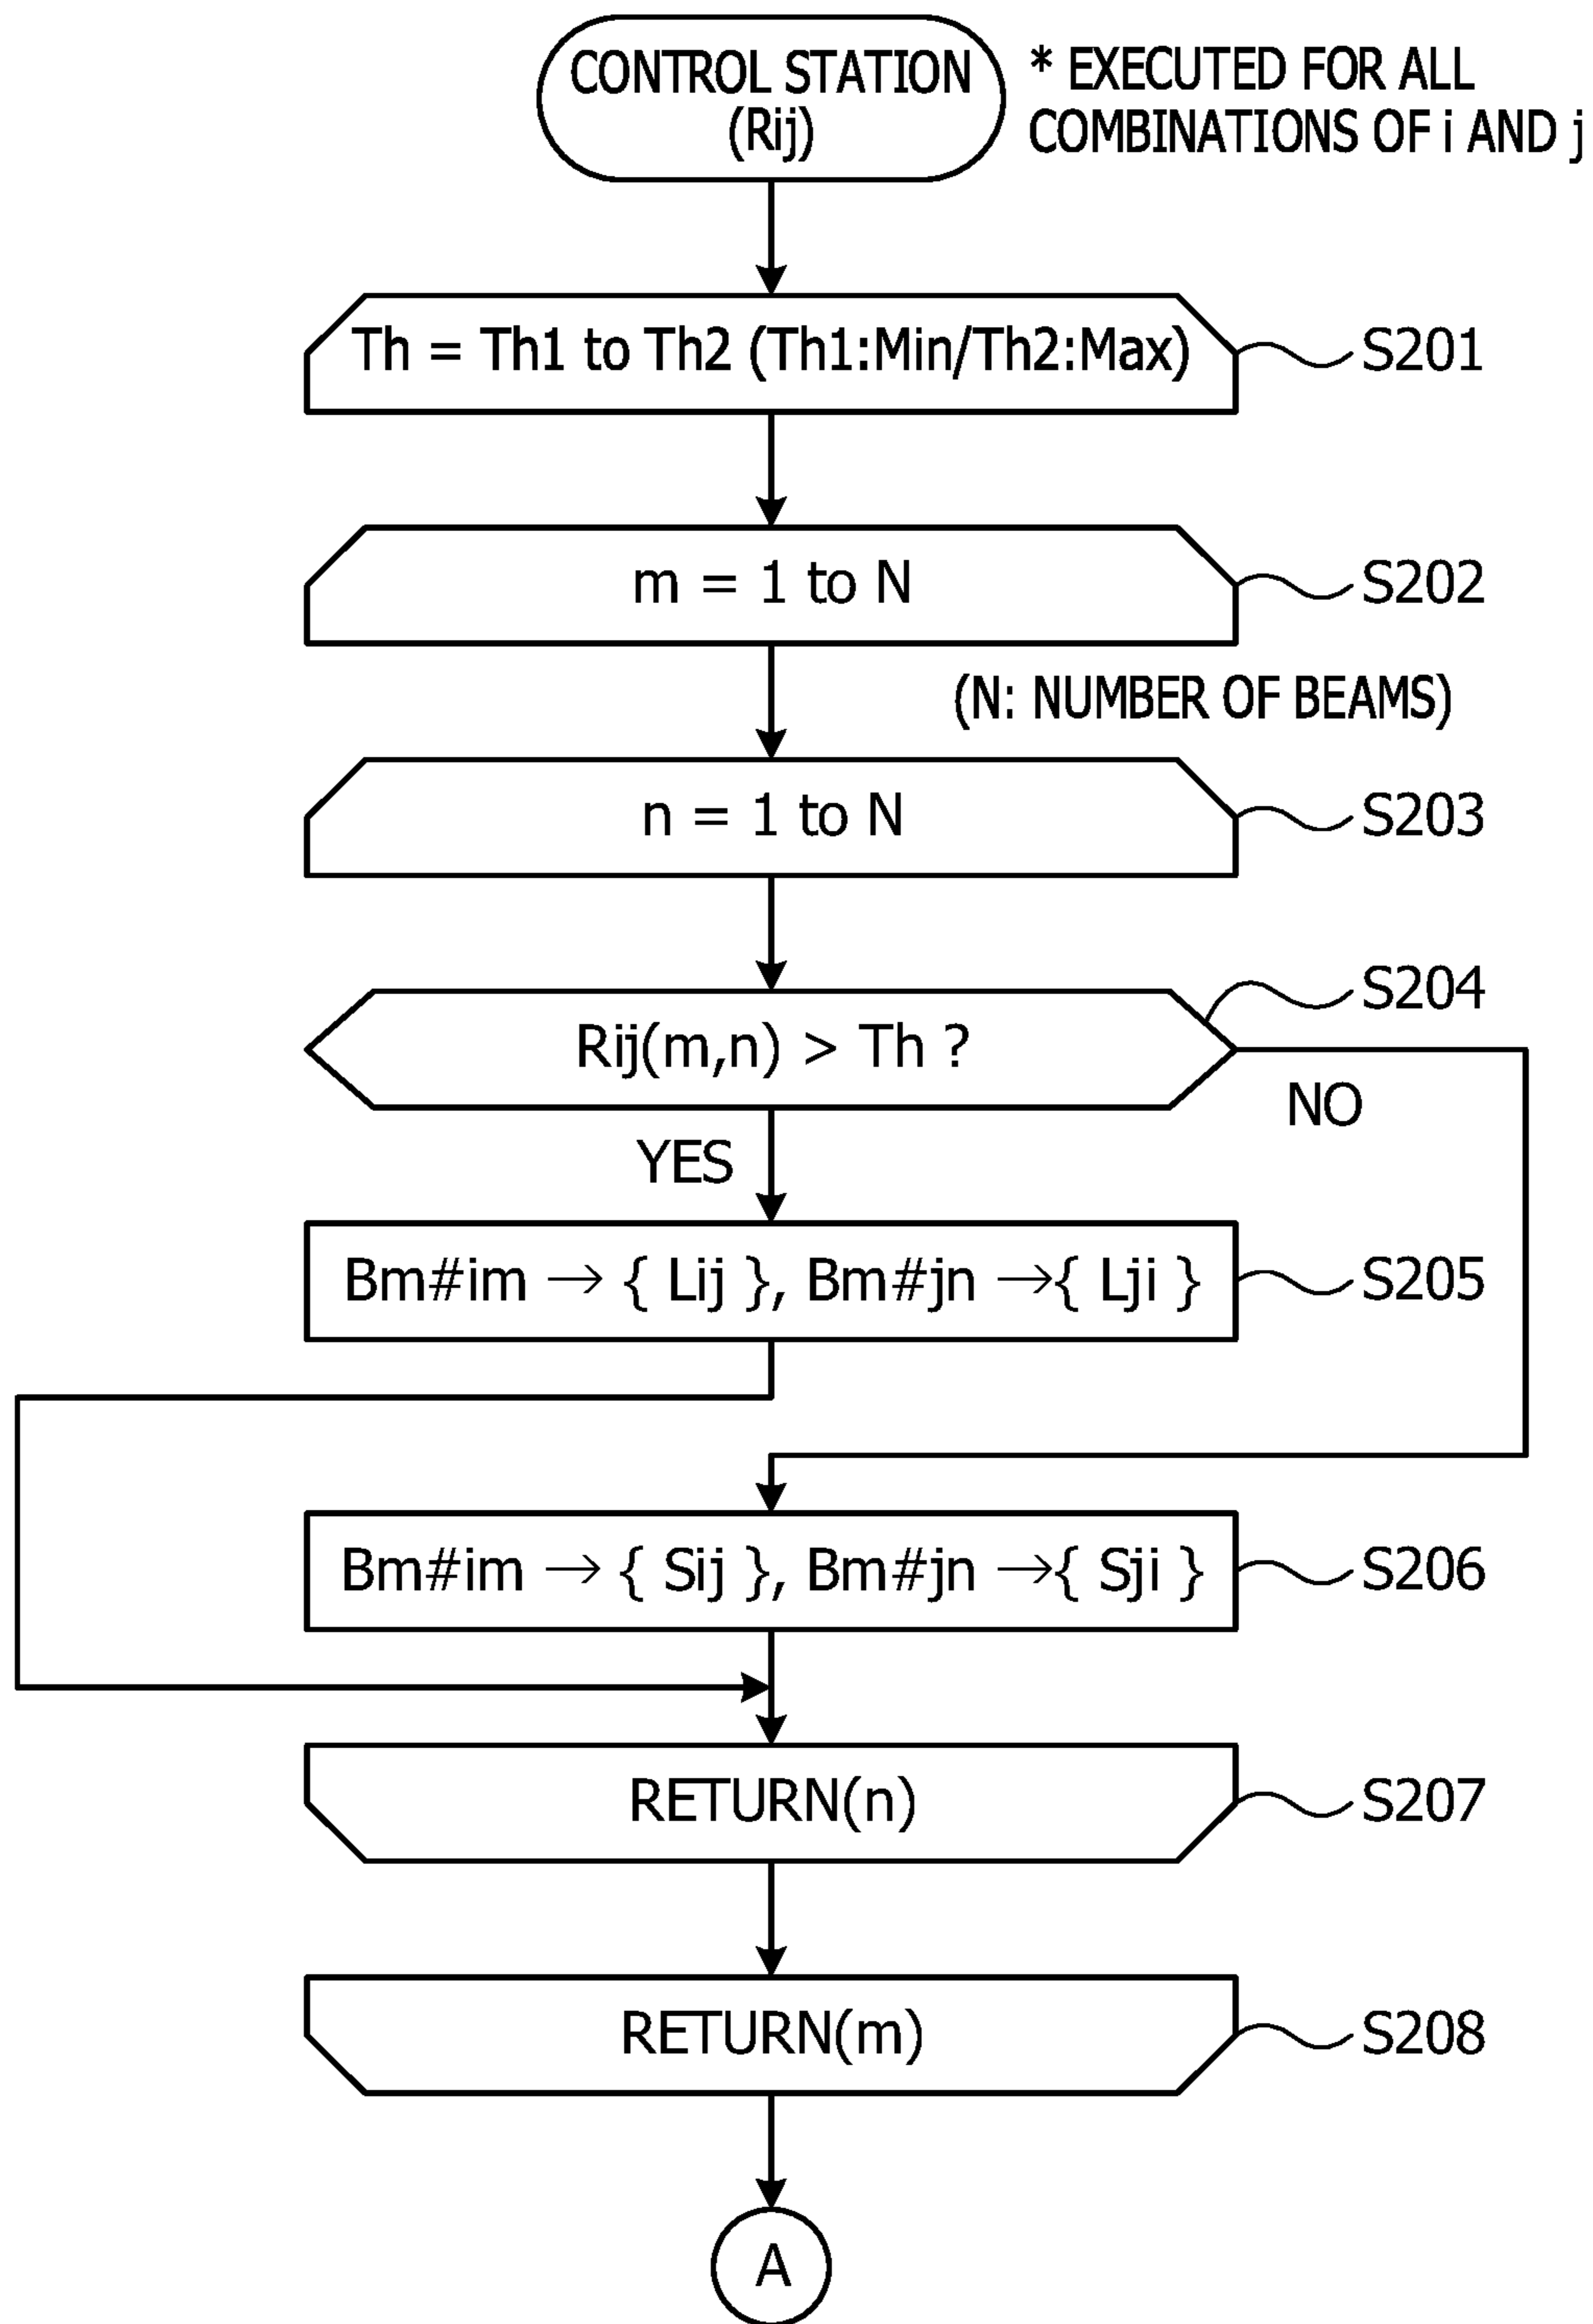 CONTROL STATION
(Rij)
* EXECUTED FOR ALL
COMBINATIONS OF i AND j
Th = Th1 to Th2 (Th1:Min/Th2:Max)
S201
m = 1 to N
S202
(N: NUMBER OF BEAMS)
n = 1 to N
S203
S204
Rij(m,n) > Th ?
NO
YES
Bm#im → { Lij }, Bm#jn →{ Lji }
S205
Bm#im → { Sij }, Bm#jn →{ Sji }
S206
RETURN(n)
S207
RETURN(m)
S208
A